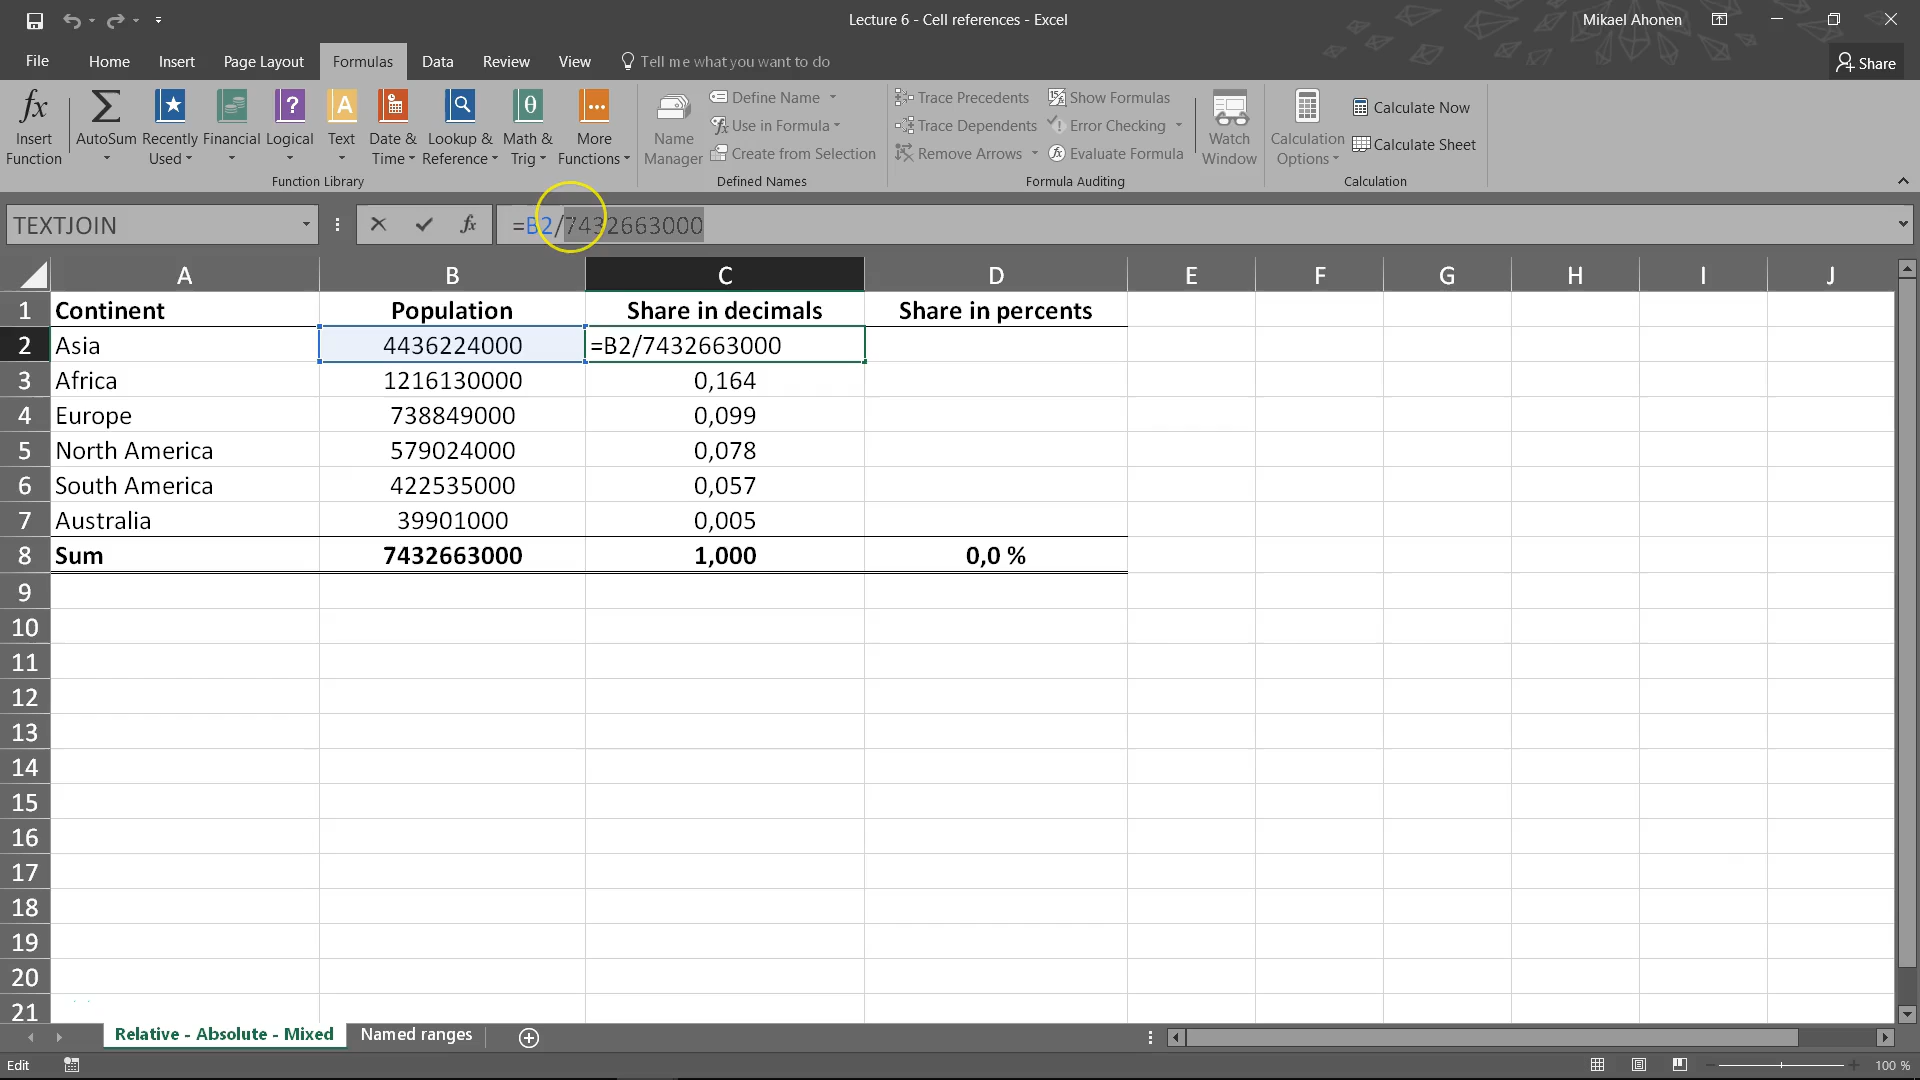 Lecture 6 - Cell references - Excel
Mikael Ahonen
File Home Insert Page Layout Formulas Data Review View Tell me what you want to do Share
Insert Function
AutoSum
Recently Used
Financial
Logical
Text
Date & Time
Lookup & Reference
Math & Trig
More Functions
Function Library
Name Manager
Define Name
Use in Formula
Create from Selection
Defined Names
Trace Precedents
Trace Dependents
Remove Arrows
Show Formulas
Error Checking
Evaluate Formula
Formula Auditing
Watch Window
Calculation Options
Calculate Now
Calculate Sheet
Calculation
TEXTJOIN fx =B2/7432663000
A B C D E F G H I J
1 Continent Population Share in decimals Share in percents
2 Asia 4436224000 =B2/7432663000
3 Africa 1216130000 0,164
4 Europe 738849000 0,099
5 North America 579024000 0,078
6 South America 422535000 0,057
7 Australia 39901000 0,005
8 Sum 7432663000 1,000 0,0 %
9
10
11
12
13
14
15
16
17
18
19
20
21
Relative - Absolute - Mixed Named ranges
Edit 100 %